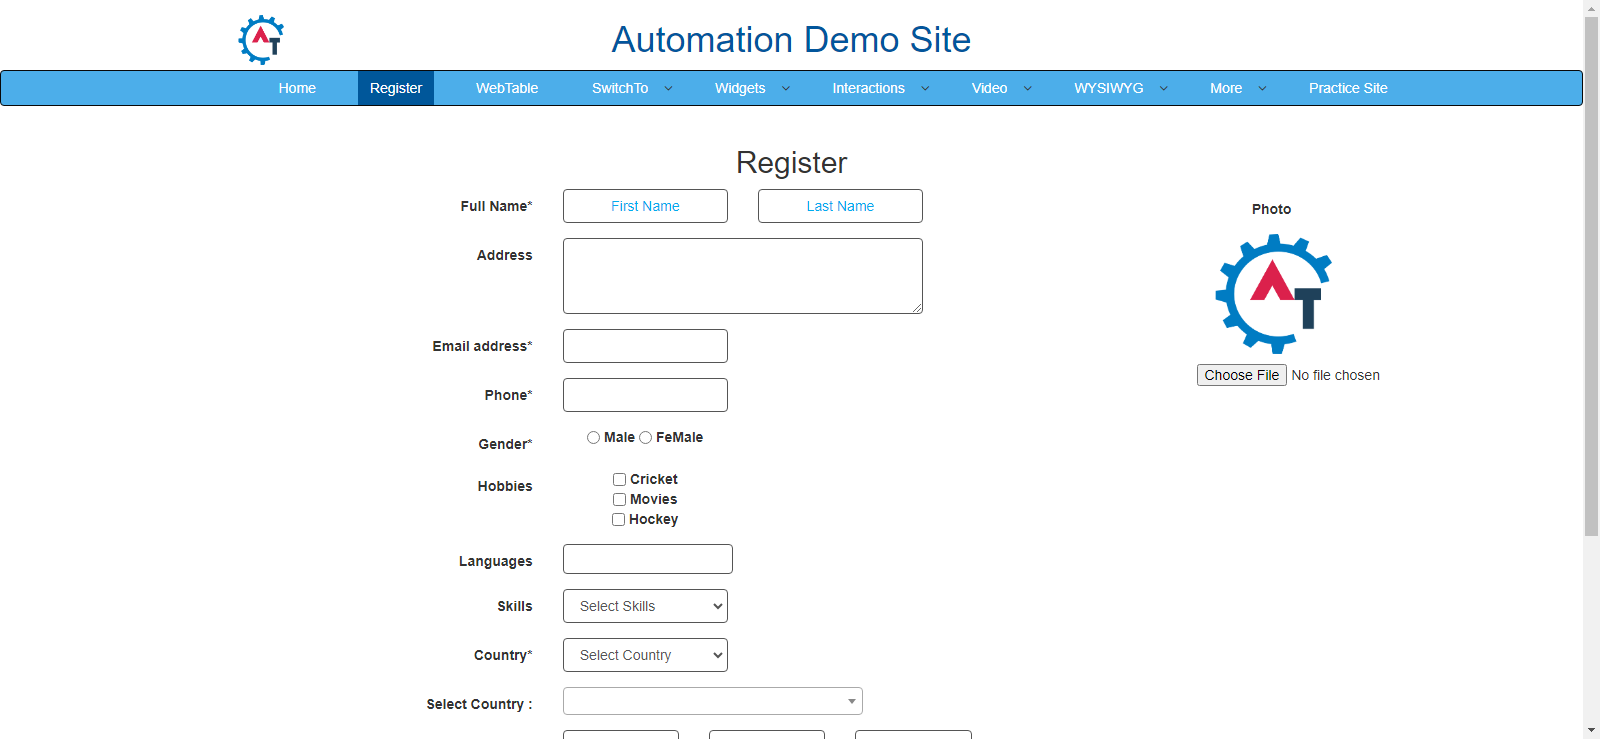 AT
Automation Demo Site
Home Register WebTable SwitchTo Widgets Interactions Video WYSIWYG More Practice Site
Register
Full Name* First Name Last Name
Photo
Address
AT
Email address*
Choose File No file chosen
Phone*
Gender* Male FeMale
Hobbies Cricket
Movies
Hockey
Languages
Skills Select Skills
Country* Select Country
Select Country :